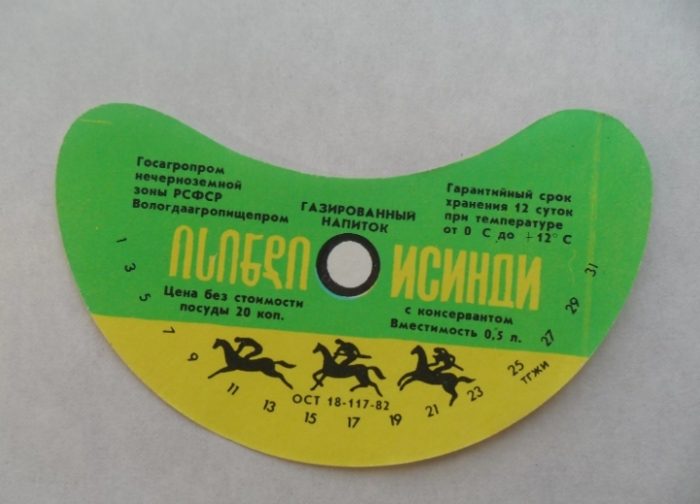 Госагропром
нечерноземной
зоны РСФСР
Вологдаагропищепром
ГАЗИРОВАННЫЙ
НАПИТОК
Гарантийный срок
хранения 12 суток
при температуре
от 0 С до +12° С
ისინდი
ИСИНДИ
Цена без стоимости
посуды 20 коп.
с консервантом
Вместимость 0,5 л.
1 3 5 7 9 11 13 15 17 19 21 23 25 27 29 31
ТГЖИ
ОСТ 18-117-82